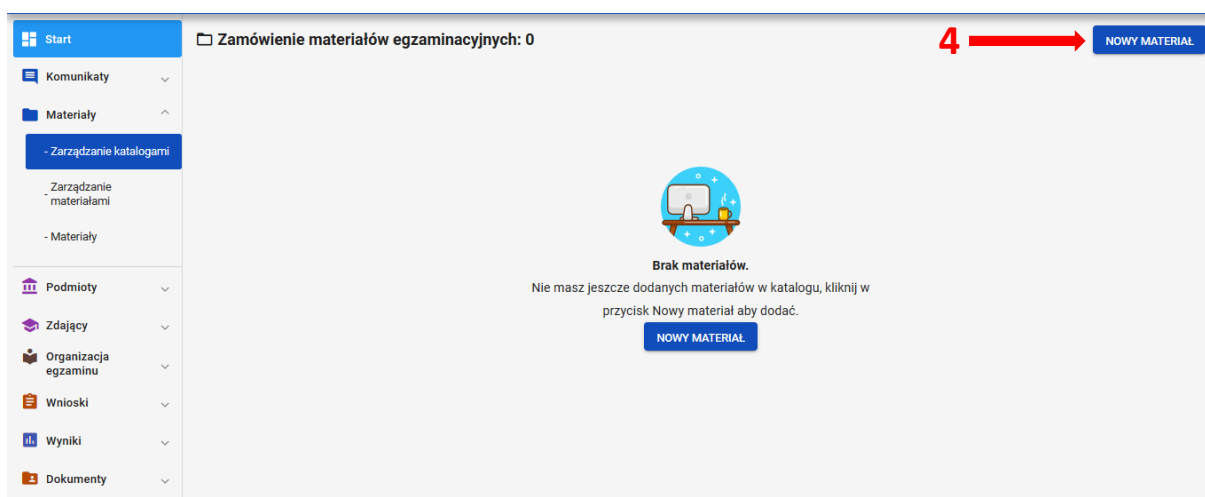 Start
Komunikaty
Materiały
- Zarządzanie katalogami
- Zarządzanie
materiałami
- Materiały
Podmioty
Zdający
Organizacja
egzaminu
Wnioski
Wyniki
Dokumenty
Zamówienie materiałów egzaminacyjnych: 0
4
NOWY MATERIAŁ
Brak materiałów.
Nie masz jeszcze dodanych materiałów w katalogu, kliknij w
przycisk Nowy materiał aby dodać.
NOWY MATERIAŁ